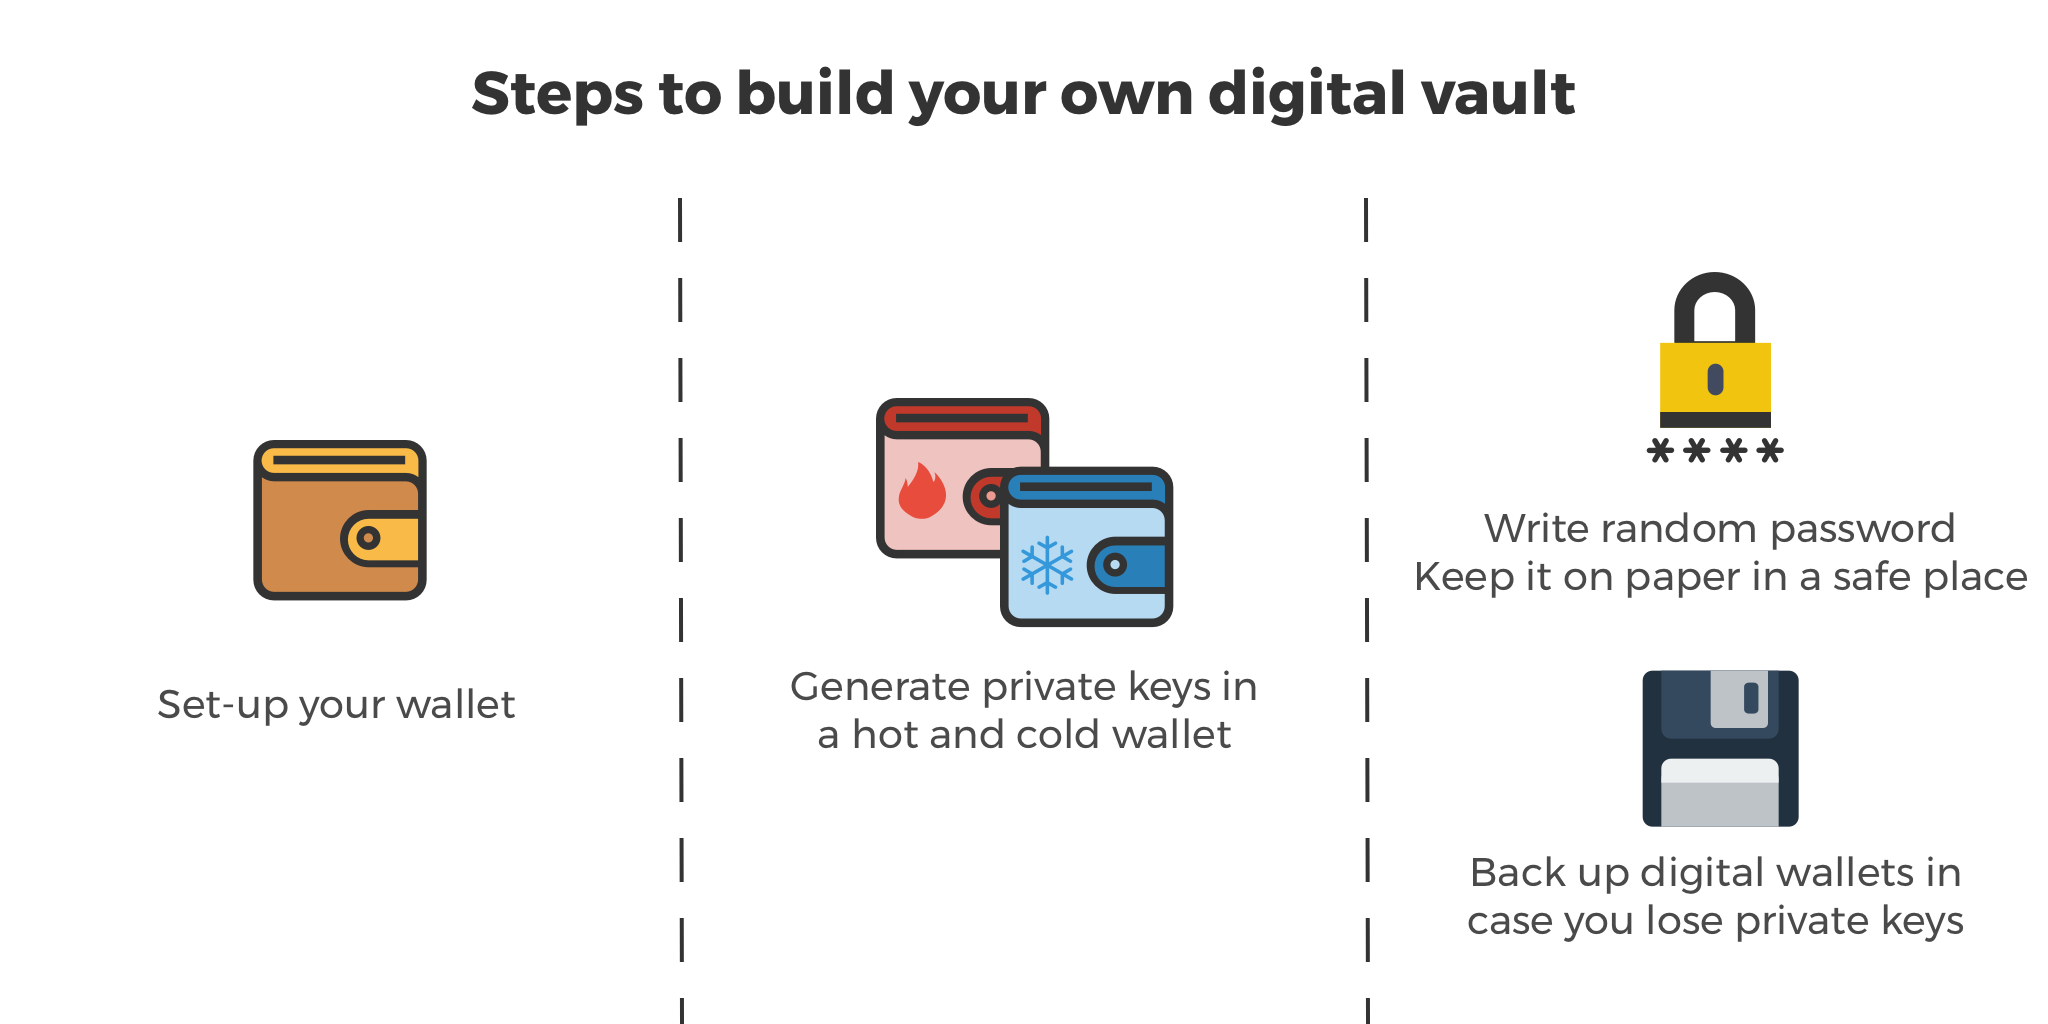 Steps to build your own digital vault
Set-up your wallet
Generate private keys in
a hot and cold wallet
****
Write random password
Keep it on paper in a safe place
Back up digital wallets in
case you lose private keys